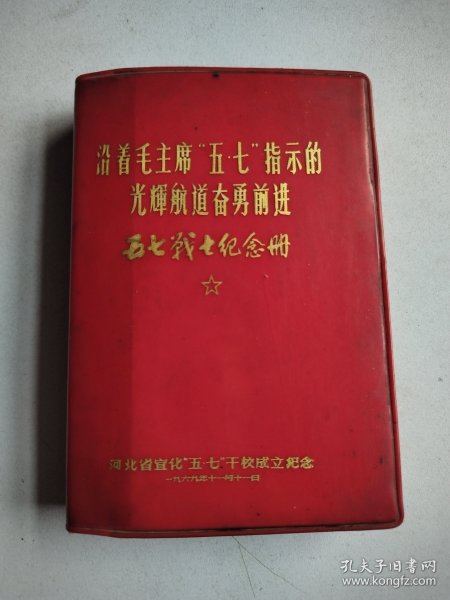 沿着毛主席“五·七”指示的
光輝航道奋勇前进
五七战士纪念册
河北省宣化“五·七”干校成立纪念
一九六九年十一月十一日
孔夫子旧书网
www.kongfz.com